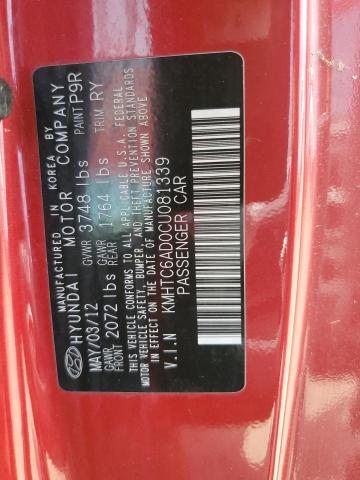 MANUFACTURED IN KOREA BY
HYUNDAI MOTOR COMPANY
MAY/03/12 GVWR 3748 lbs PAINT P9R
GAWR FRONT 2072 lbs GAWR REAR 1764 lbs TRIM RY
THIS VEHICLE CONFORMS TO ALL APPLICABLE U.S.A. FEDERAL
MOTOR VEHICLE SAFETY, BUMPER, AND THEFT PREVENTION
STANDARDS IN EFFECT ON THE DATE OF MANUFACTURE SHOWN ABOVE
V.I.N KMHTC6AD0CU081339
PASSENGER CAR